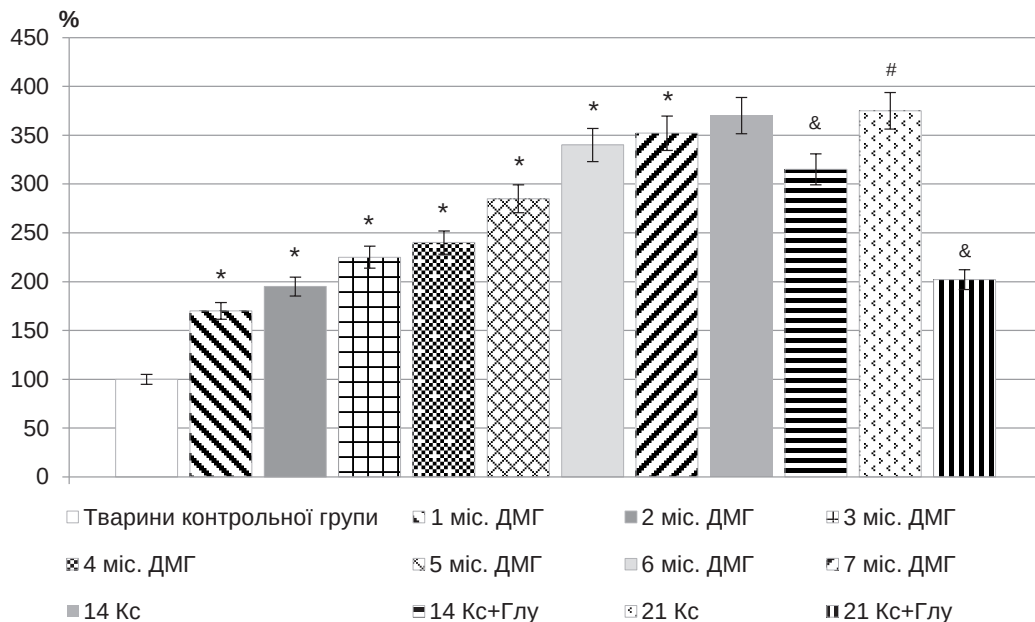 %
450
400
350
300
250
200
150
100
50
0
* * * * * * * & # &
Тварини контрольної групи 1 міс. ДМГ 2 міс. ДМГ 3 міс. ДМГ
4 міс. ДМГ 5 міс. ДМГ 6 міс. ДМГ 7 міс. ДМГ
14 Кс 14 Кс+Глу 21 Кс 21 Кс+Глу